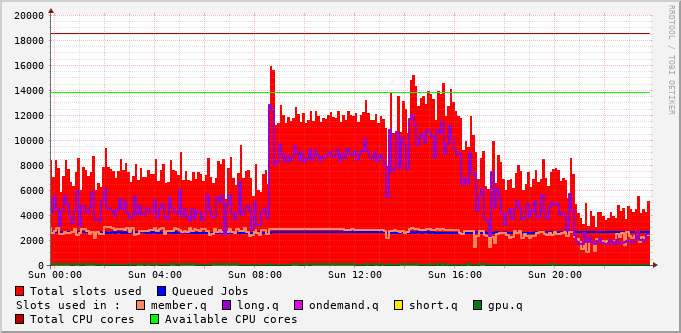 20000
18000
16000
14000
12000
10000
8000
6000
4000
2000
0
Sun 00:00 Sun 04:00 Sun 08:00 Sun 12:00 Sun 16:00 Sun 20:00
Total slots used Queued Jobs
Slots used in : member.q long.q ondemand.q short.q gpu.q
Total CPU cores Available CPU cores
RRDTOOL / TOBI OETIKER